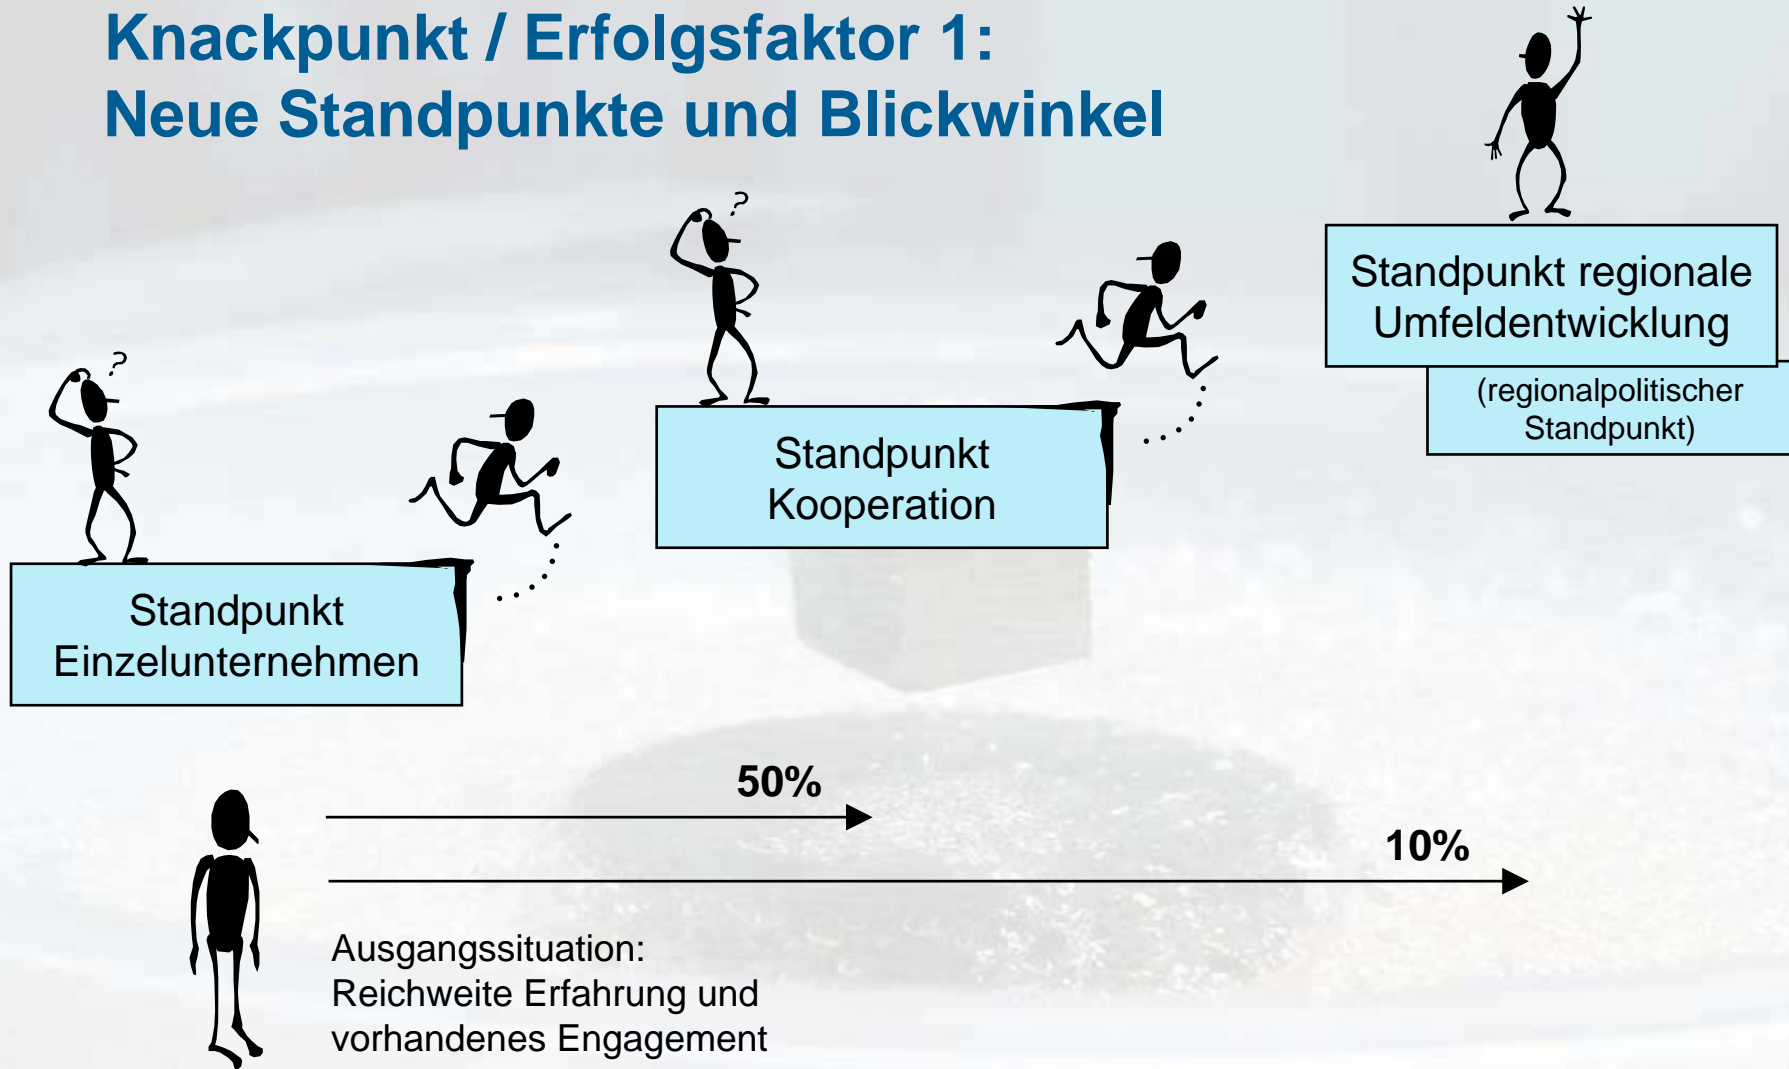 Knackpunkt / Erfolgsfaktor 1:
Neue Standpunkte und Blickwinkel
?
?
Standpunkt regionale
Umfeldentwicklung
(regionalpolitischer
Standpunkt)
Standpunkt
Kooperation
Standpunkt
Einzelunternehmen
50%
10%
Ausgangssituation:
Reichweite Erfahrung und
vorhandenes Engagement